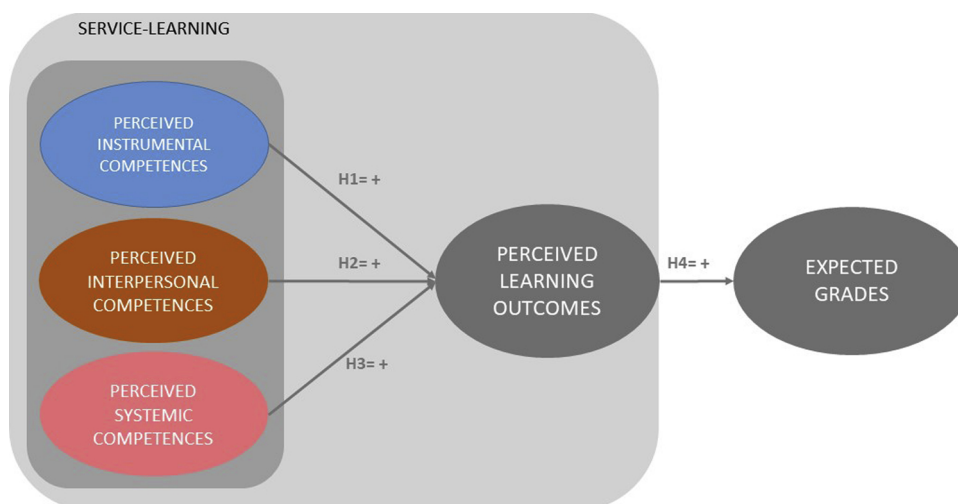 SERVICE-LEARNING
PERCEIVED
INSTRUMENTAL
COMPETENCES
H1= +
PERCEIVED
INTERPERSONAL
COMPETENCES
H2= +
PERCEIVED
LEARNING
OUTCOMES
H4= +
EXPECTED
GRADES
H3= +
PERCEIVED
SYSTEMIC
COMPETENCES